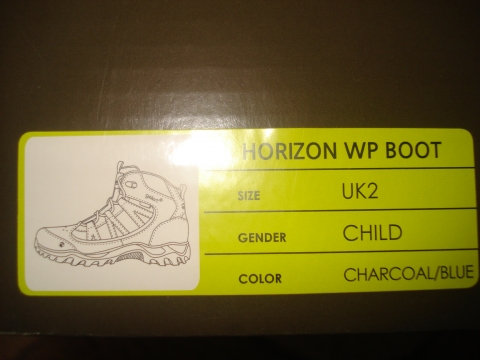 HORIZON WP BOOT
SIZE UK2
GENDER CHILD
COLOR CHARCOAL/BLUE